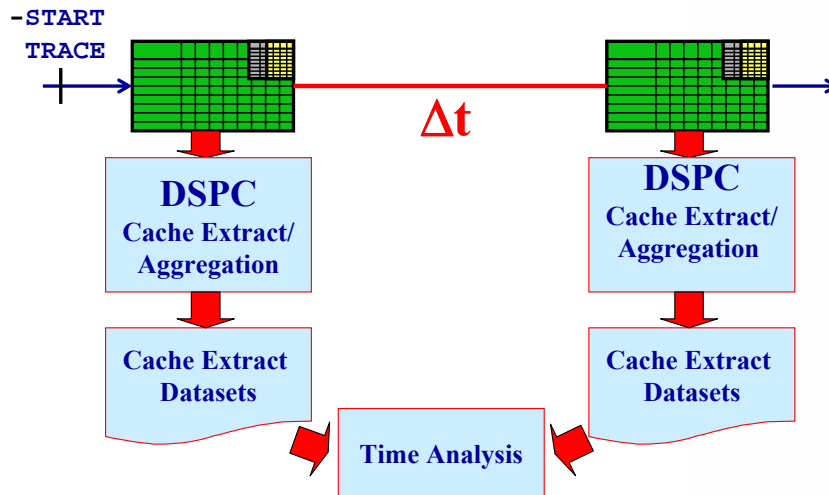 -START
TRACE
Δt
DSPC
Cache Extract/
Aggregation
DSPC
Cache Extract/
Aggregation
Cache Extract
Datasets
Cache Extract
Datasets
Time Analysis